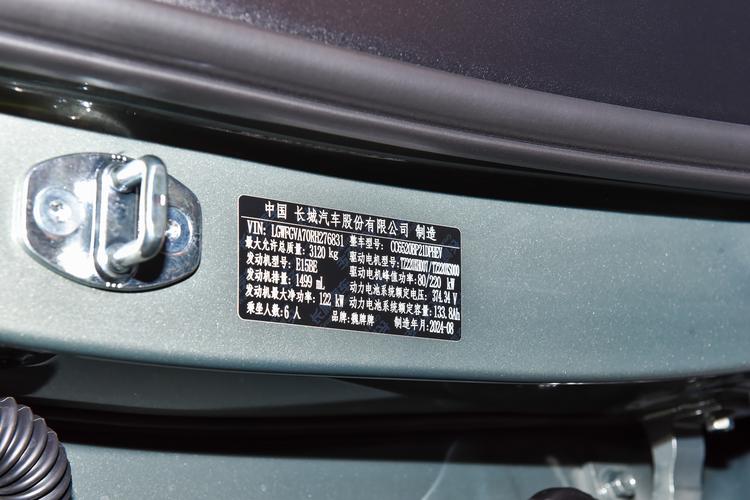 中国 长城汽车股份有限公司 制造
VIN: LGWFGVA70RH276831 整车型号: CC6520RP21DPHEV
最大允许总质量: 3120 kg 驱动电机型号: TZ220XS007/TZ220XS000
发动机型号: E15BE 驱动电机峰值功率: 80/220 kW
发动机排量: 1499 mL 动力电池系统额定电压: 374.34 V
发动机最大净功率: 122 kW 动力电池系统额定容量: 133.8Ah
乘坐人数: 6 人 品牌: 魏牌牌 制造年月: 2024-08